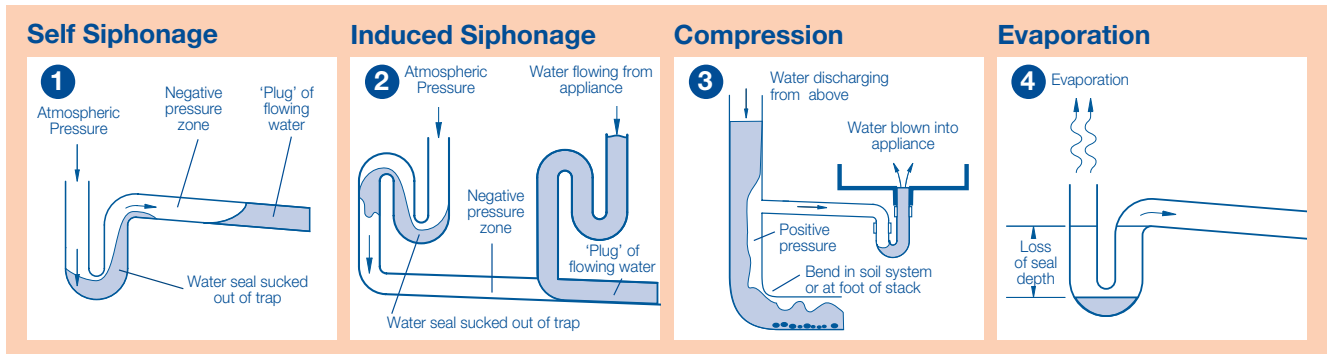 Self Siphonage
1
Atmospheric
Pressure
Negative
pressure
zone
‘Plug’ of
flowing
water
Water seal sucked
out of trap
Induced Siphonage
2
Atmospheric
Pressure
Water flowing from
appliance
Negative
pressure
zone
‘Plug’ of
flowing water
Water seal sucked out of trap
Compression
3
Water discharging
from above
Water blown into
appliance
Positive
pressure
Bend in soil system
or at foot of stack
Evaporation
4
Evaporation
Loss
of seal
depth